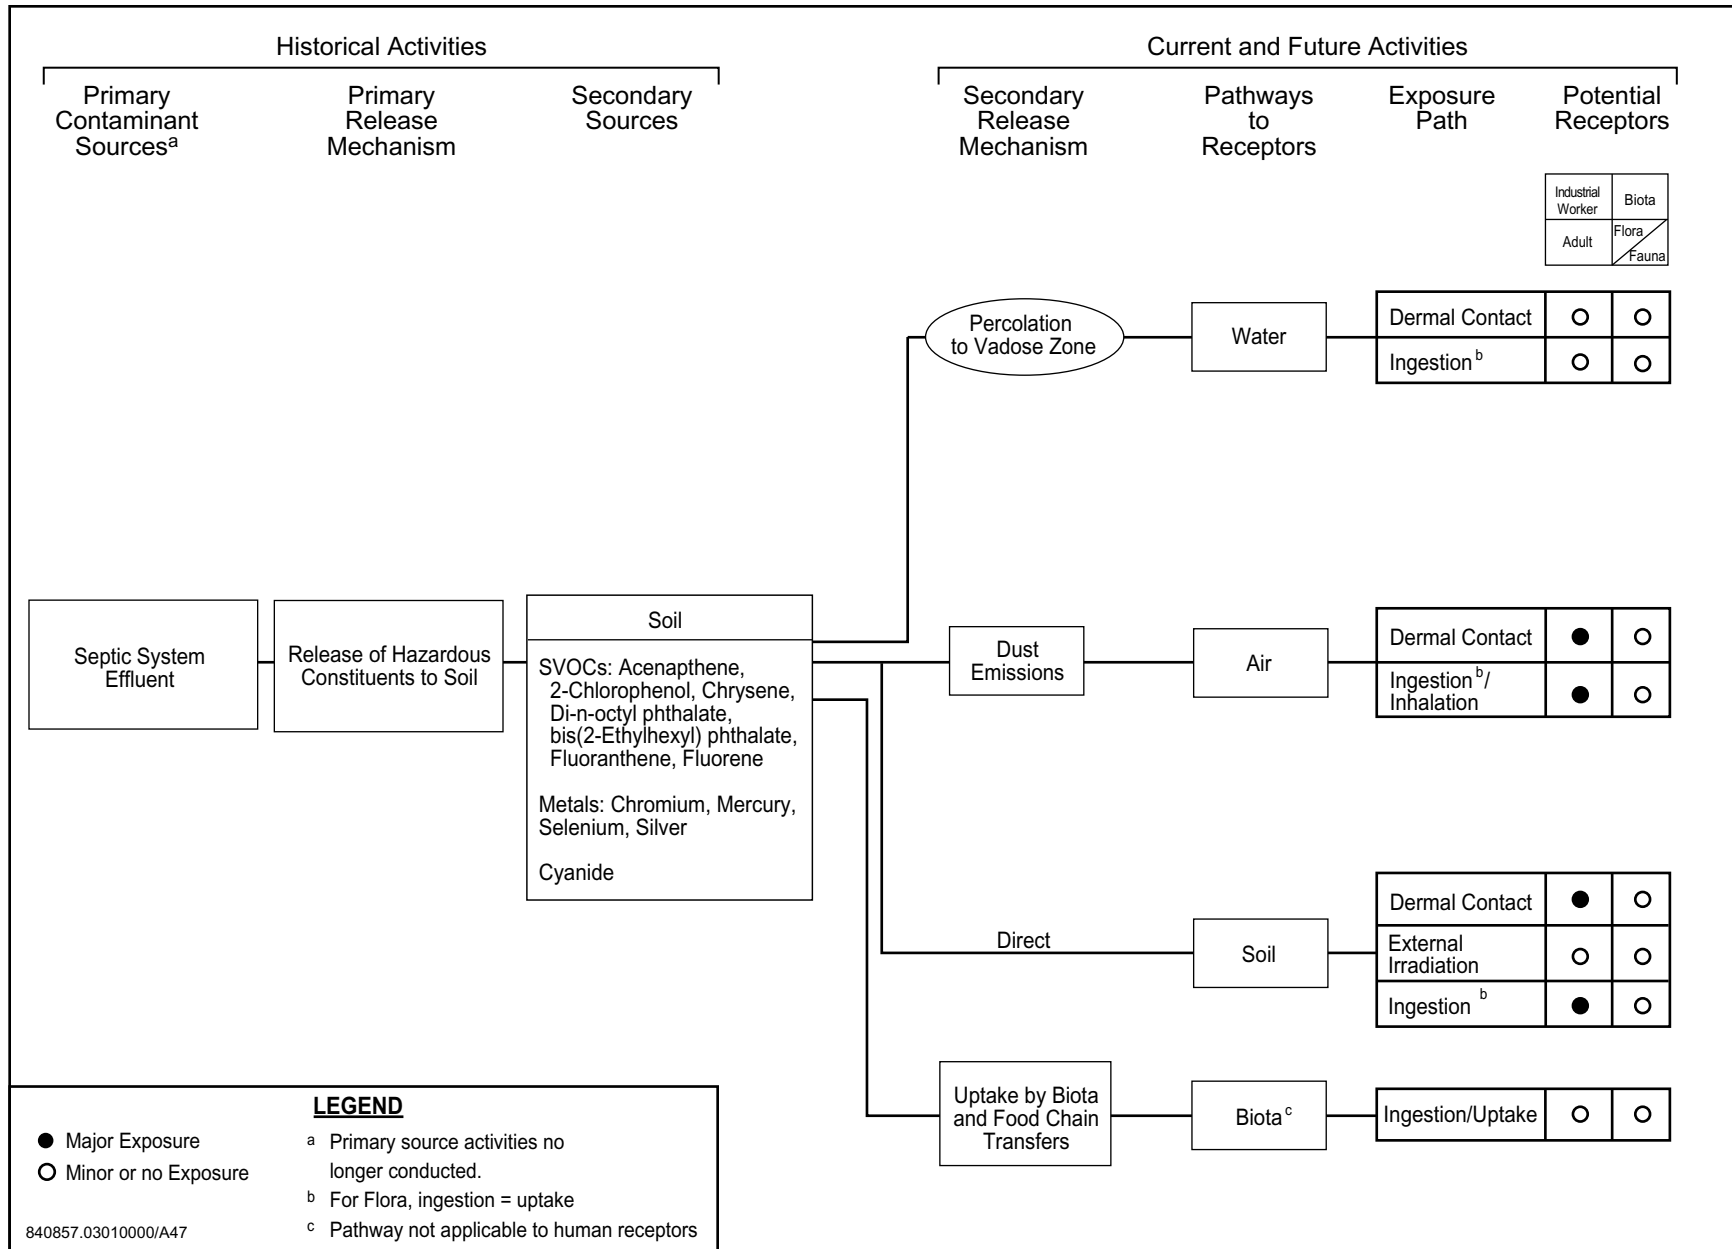 Historical Activities
Current and Future Activities
Primary
Contaminant
Sources^a
Primary
Release
Mechanism
Secondary
Sources
Secondary
Release
Mechanism
Pathways
to
Receptors
Exposure
Path
Potential
Receptors
Industrial
Worker
Biota
Adult
Flora
Fauna
Percolation
to Vadose Zone
Water
Dermal Contact
Ingestion b
Septic System
Effluent
Release of Hazardous
Constituents to Soil
Soil
SVOCs: Acenapthene,
2-Chlorophenol, Chrysene,
Di-n-octyl phthalate,
bis(2-Ethylhexyl) phthalate,
Fluoranthene, Fluorene
Metals: Chromium, Mercury,
Selenium, Silver
Cyanide
Dust
Emissions
Air
Dermal Contact
Ingestion b/
Inhalation
Direct
Soil
Dermal Contact
External
Irradiation
Ingestion b
Uptake by Biota
and Food Chain
Transfers
Biota c
Ingestion/Uptake
LEGEND
Major Exposure
Minor or no Exposure
a Primary source activities no
longer conducted.
b For Flora, ingestion = uptake
c Pathway not applicable to human receptors
840857.03010000/A47